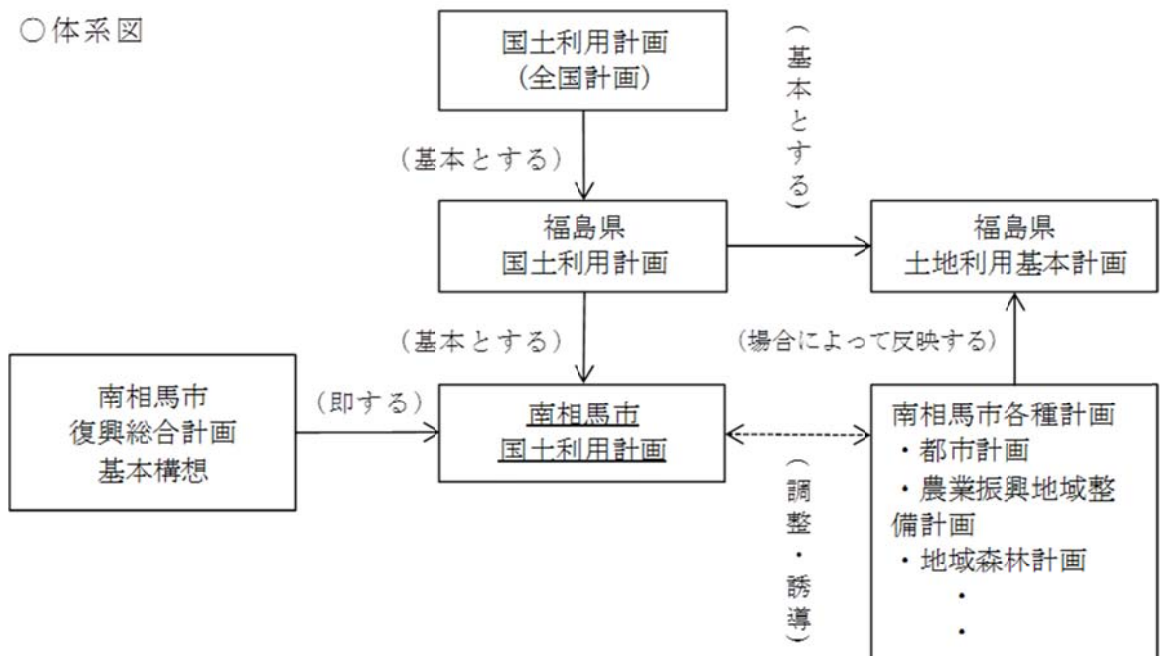 ○体系図
国土利用計画
(全国計画)
(基本とする)
(基本とする)
福島県
国土利用計画
福島県
土地利用基本計画
(基本とする)
(場合によって反映する)
南相馬市
復興総合計画
基本構想
(即する)
南相馬市
国土利用計画
(調整・誘導)
南相馬市各種計画
・都市計画
・農業振興地域整
備計画
・地域森林計画
・
・